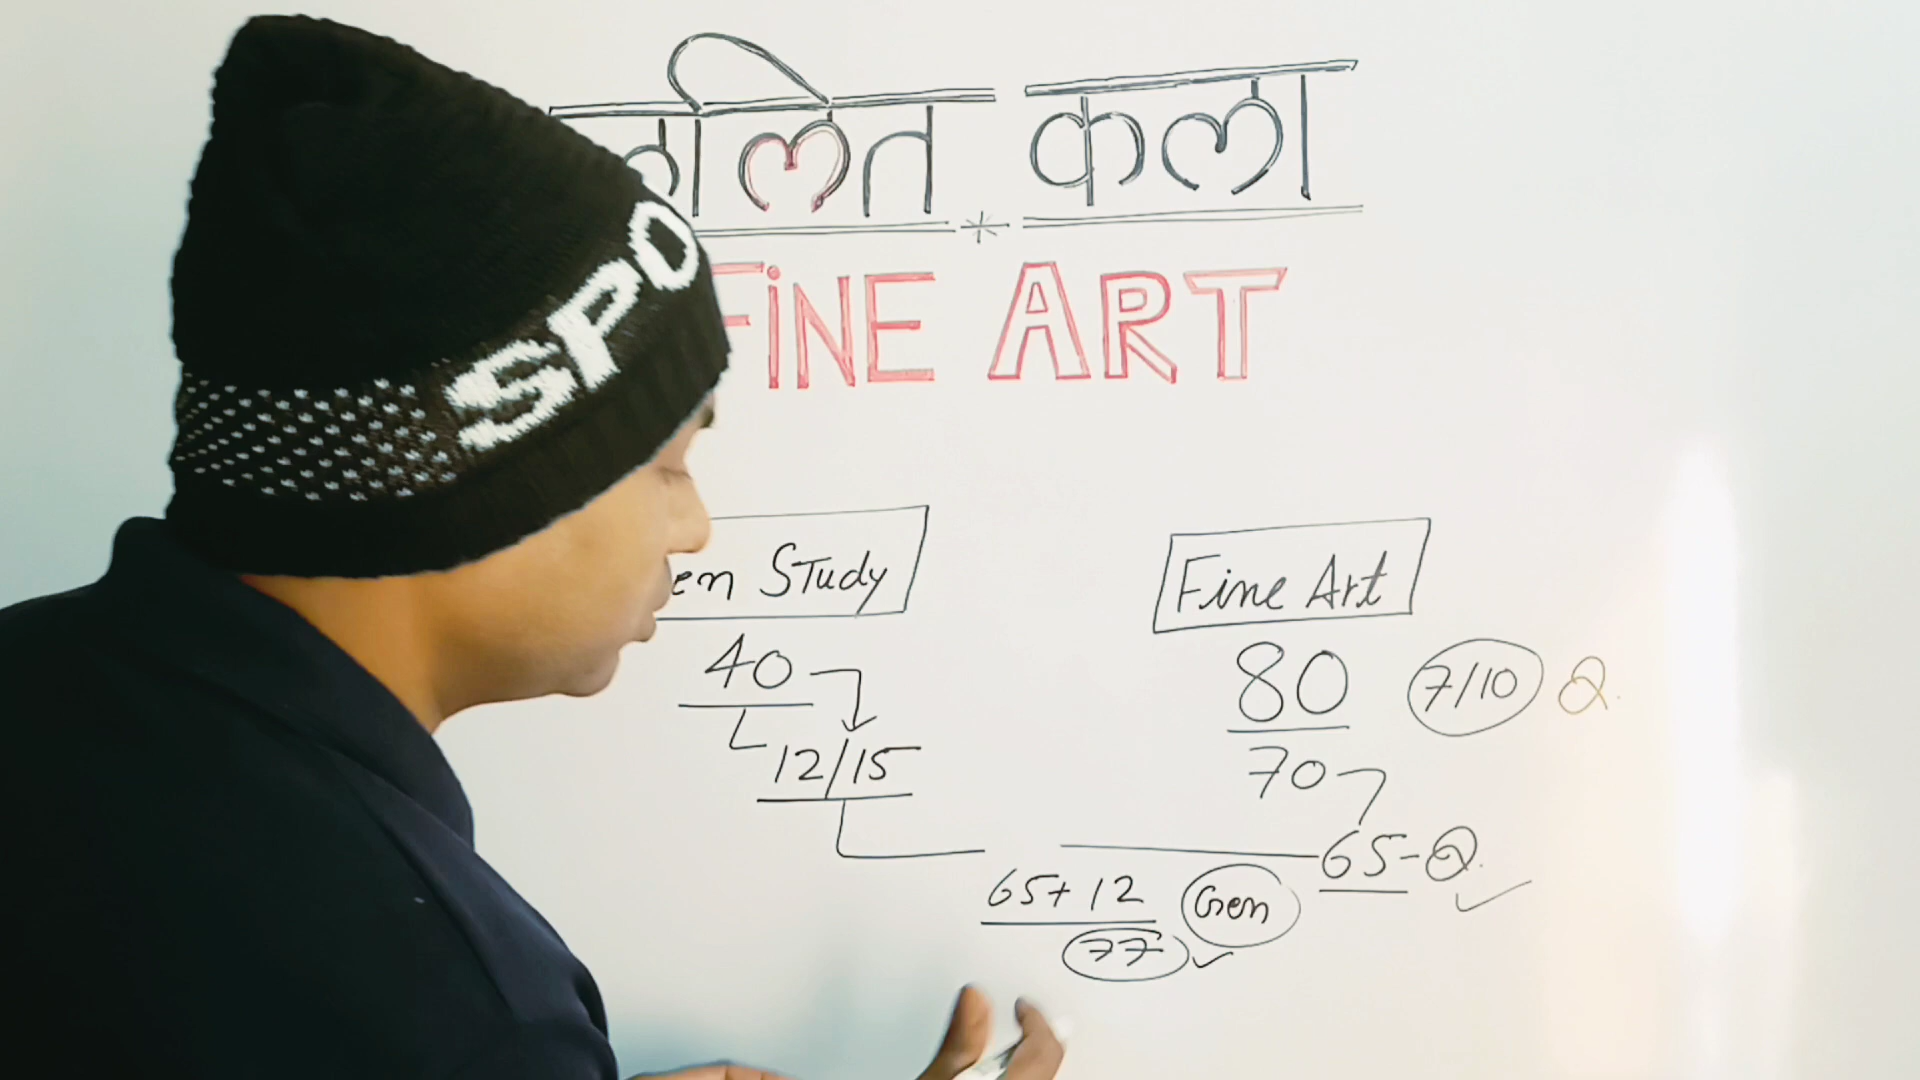 ललित कला
FiNE ART
SPO
en Study
Fine Art
40
80
7/10 Q.
12/15
70
65-Q.
65+12
Gen
77